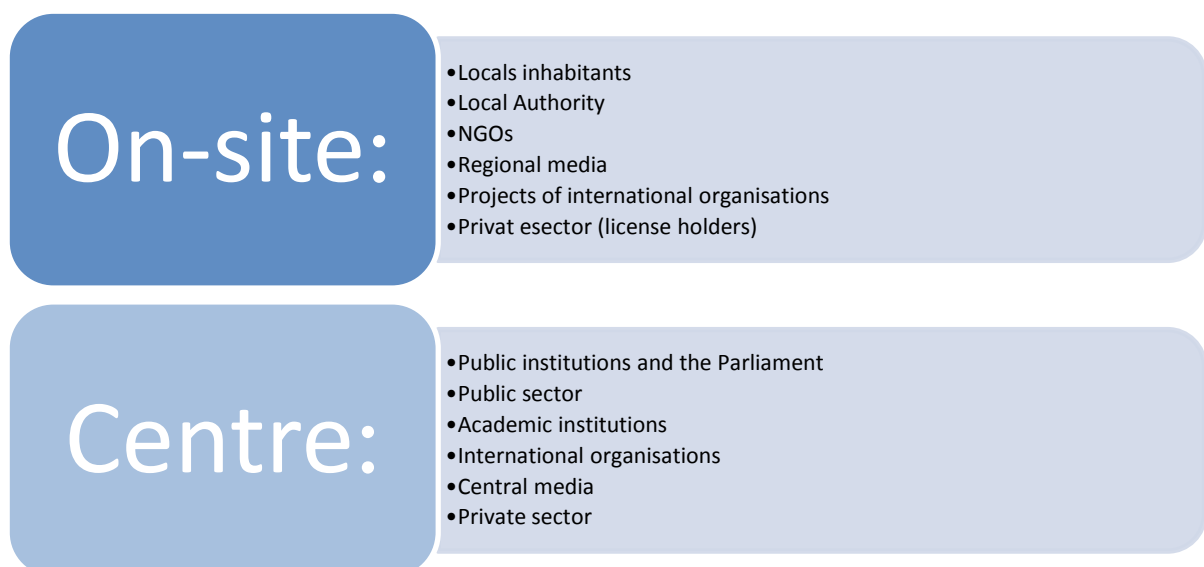 On-site:
•Locals inhabitants
•Local Authority
•NGOs
•Regional media
•Projects of international organisations
•Privat esector (license holders)
Centre:
•Public institutions and the Parliament
•Public sector
•Academic institutions
•International organisations
•Central media
•Private sector